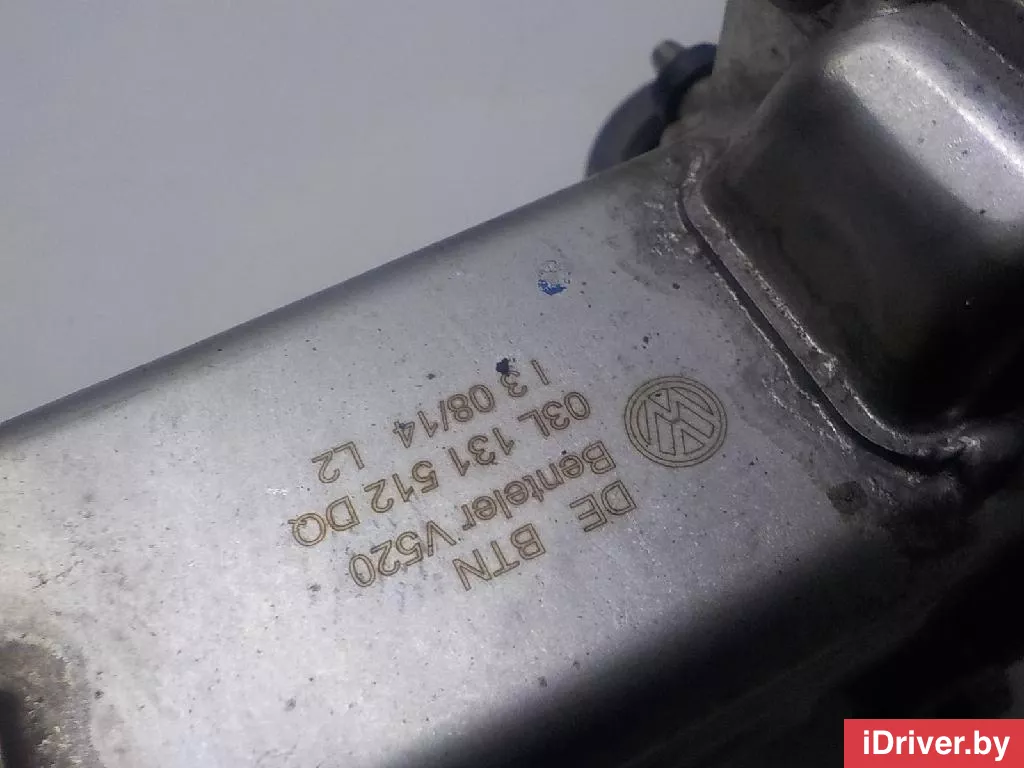 DE BTN
Benteler V520
03L 131 512 DQ
1 3 08/14 L2
iDriver.by